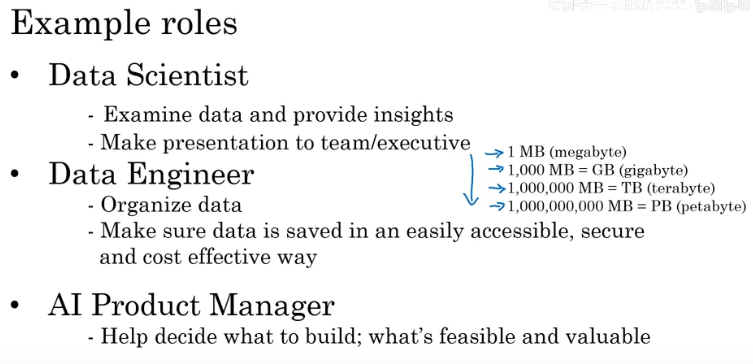 Example roles
• Data Scientist
- Examine data and provide insights
- Make presentation to team/executive
→ 1 MB (megabyte)
→ 1,000 MB = GB (gigabyte)
→ 1,000,000 MB = TB (terabyte)
→ 1,000,000,000 MB = PB (petabyte)
• Data Engineer
- Organize data
- Make sure data is saved in an easily accessible, secure
and cost effective way
• AI Product Manager
- Help decide what to build; what’s feasible and valuable